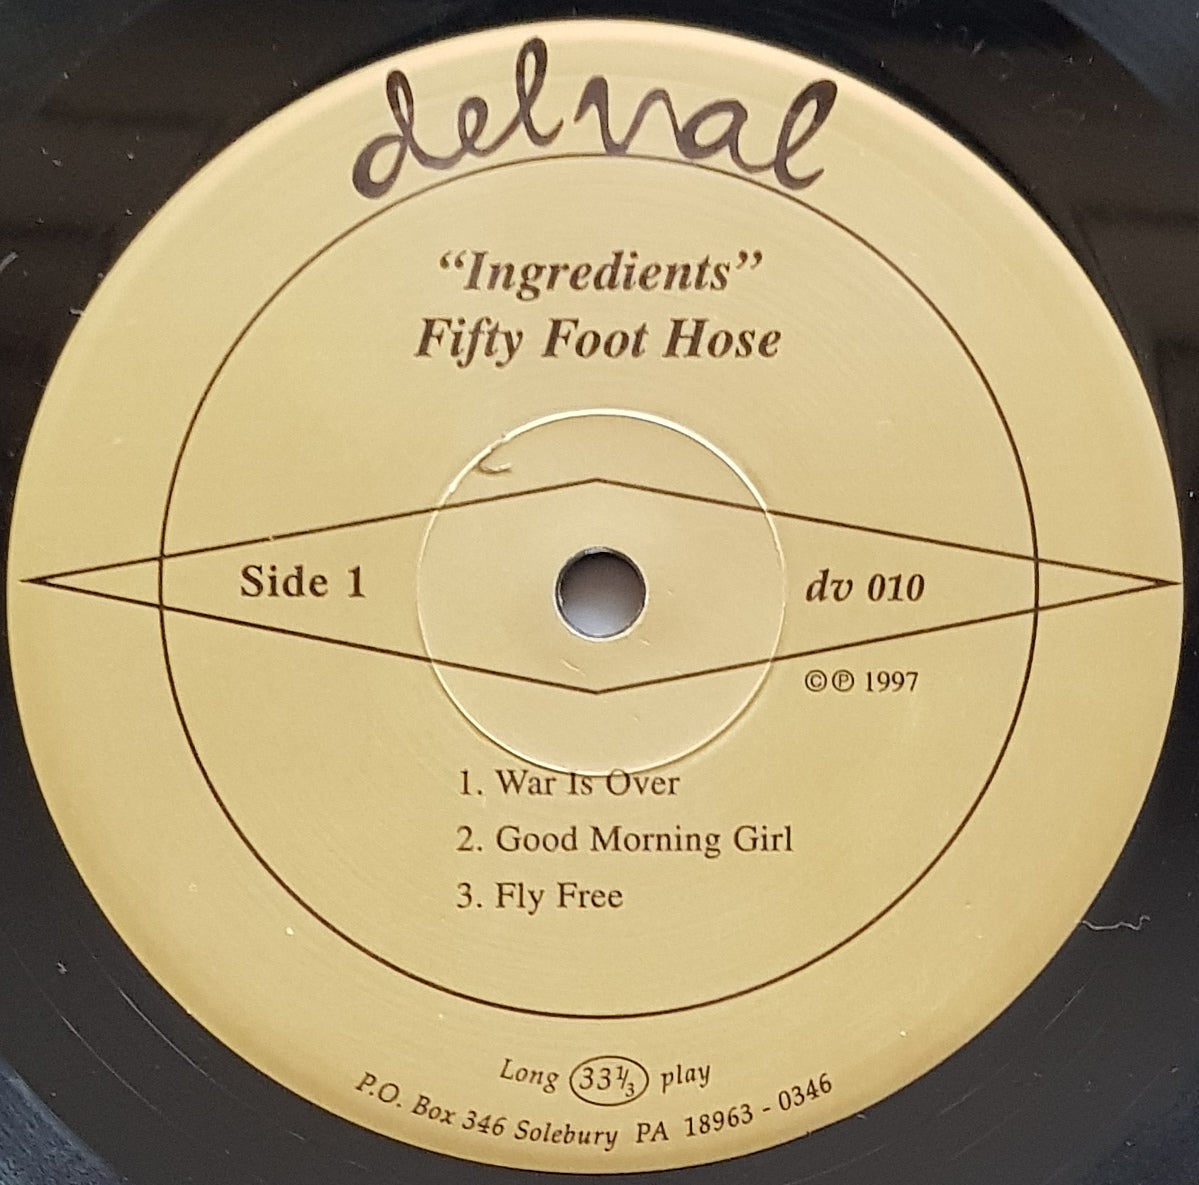 delval
“Ingredients”
Fifty Foot Hose
Side 1
dv 010
©℗ 1997
1. War Is Over
2. Good Morning Girl
3. Fly Free
Long 33⅓ play
P.O. Box 346 Solebury PA 18963 - 0346